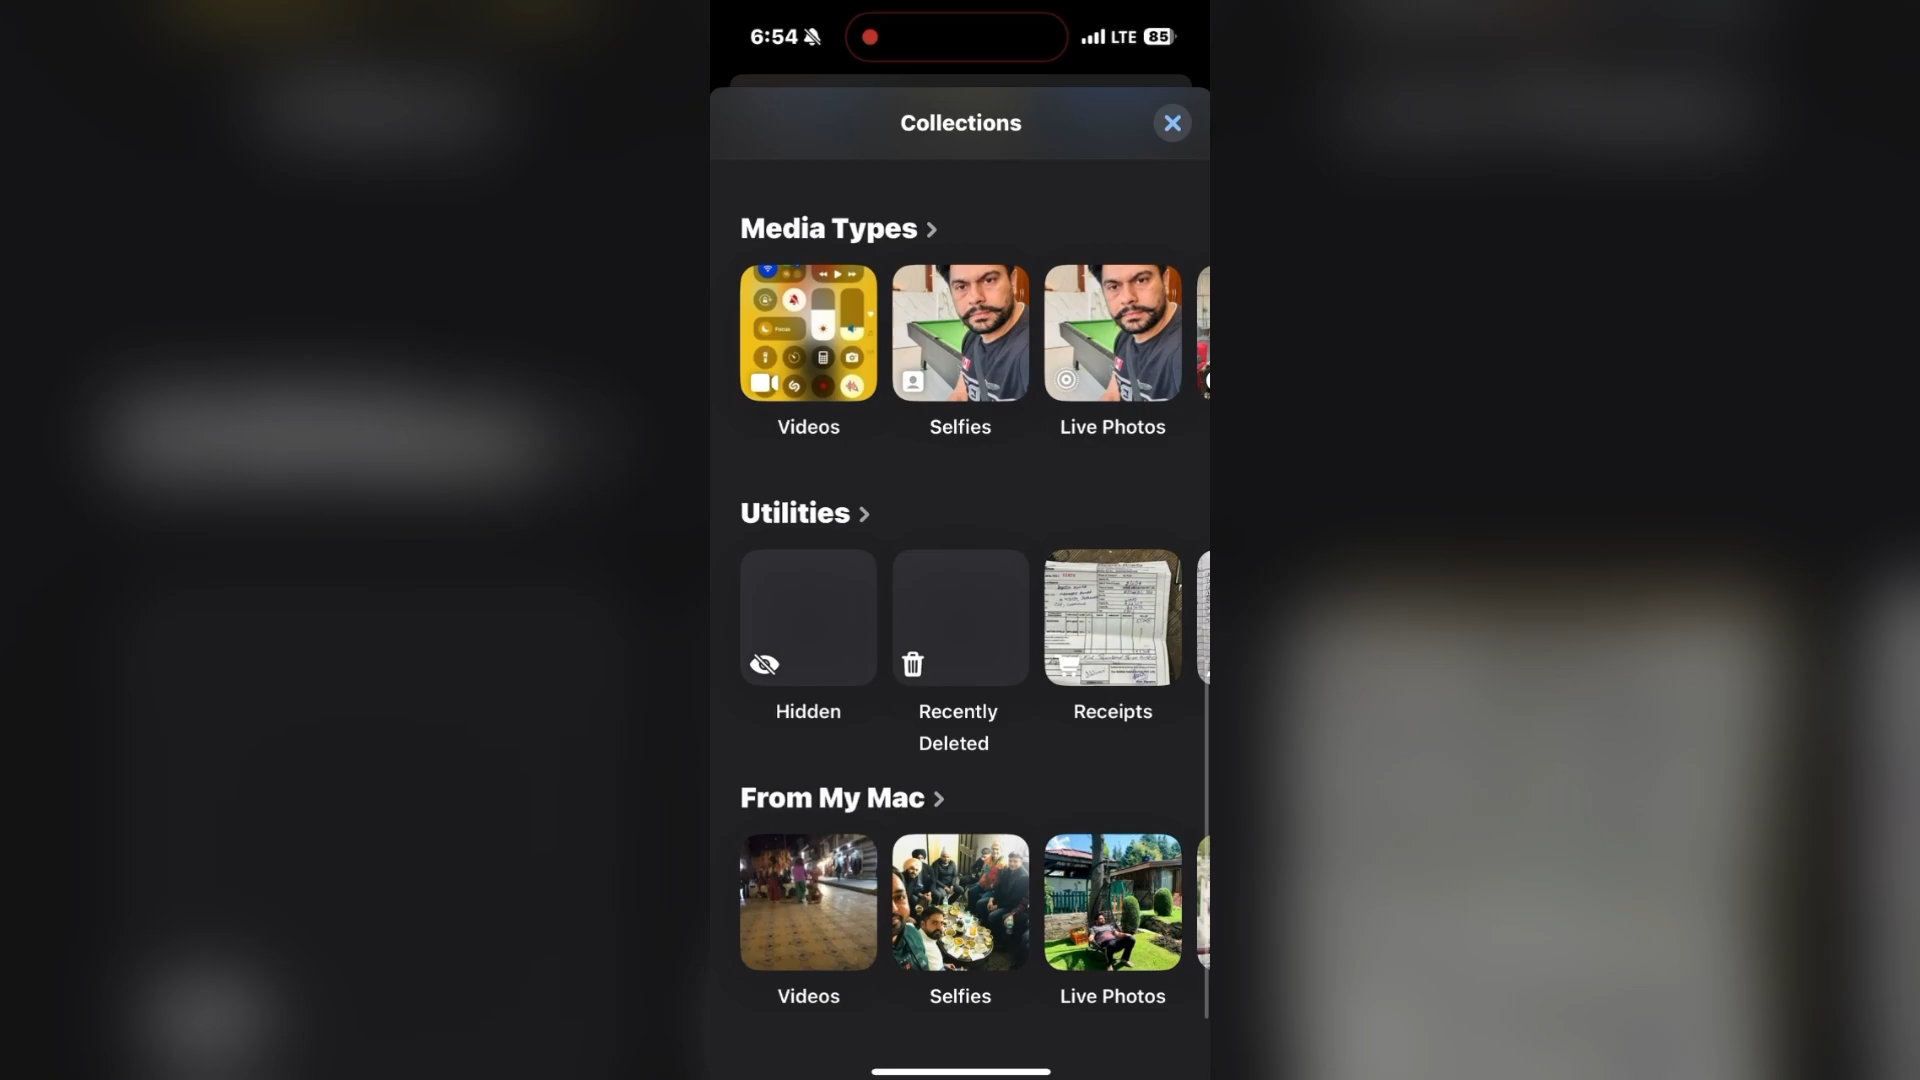 6:54
LTE 85
Collections
Media Types
Focus
Videos Selfies Live Photos
Utilities
Hidden Recently Receipts
Deleted
From My Mac
Videos Selfies Live Photos